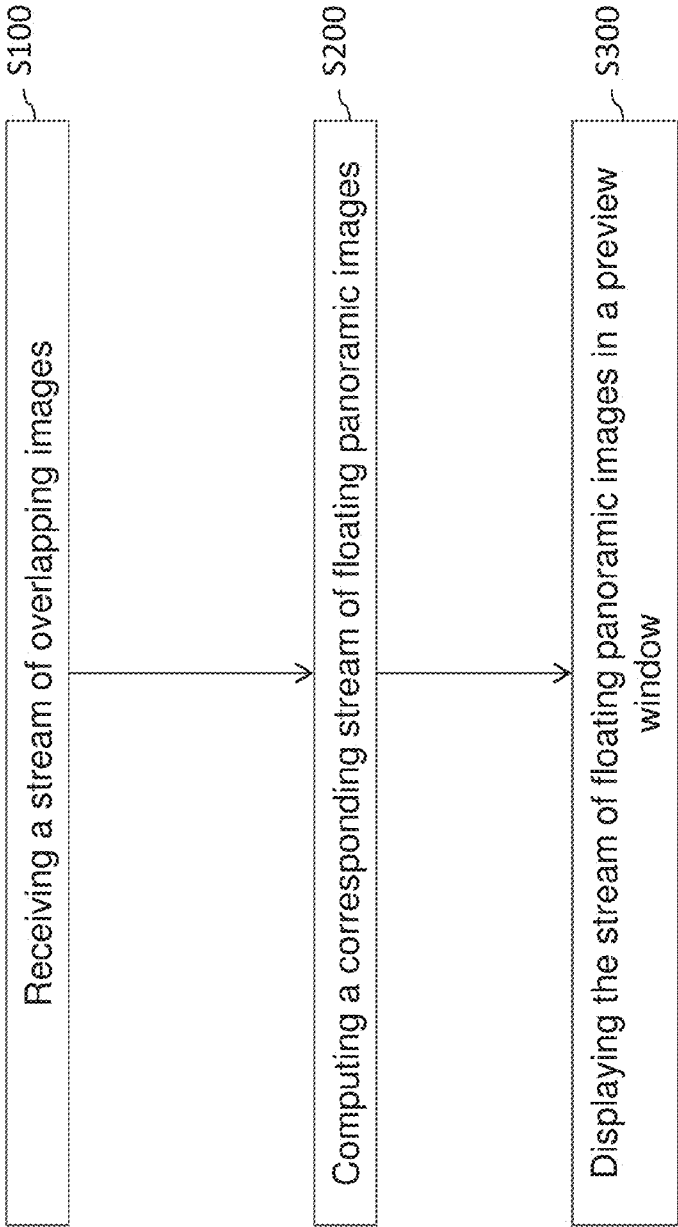 Receiving a stream of overlapping images
S100
Computing a corresponding stream of floating panoramic images
S200
Displaying the stream of floating panoramic images in a preview
window
S300